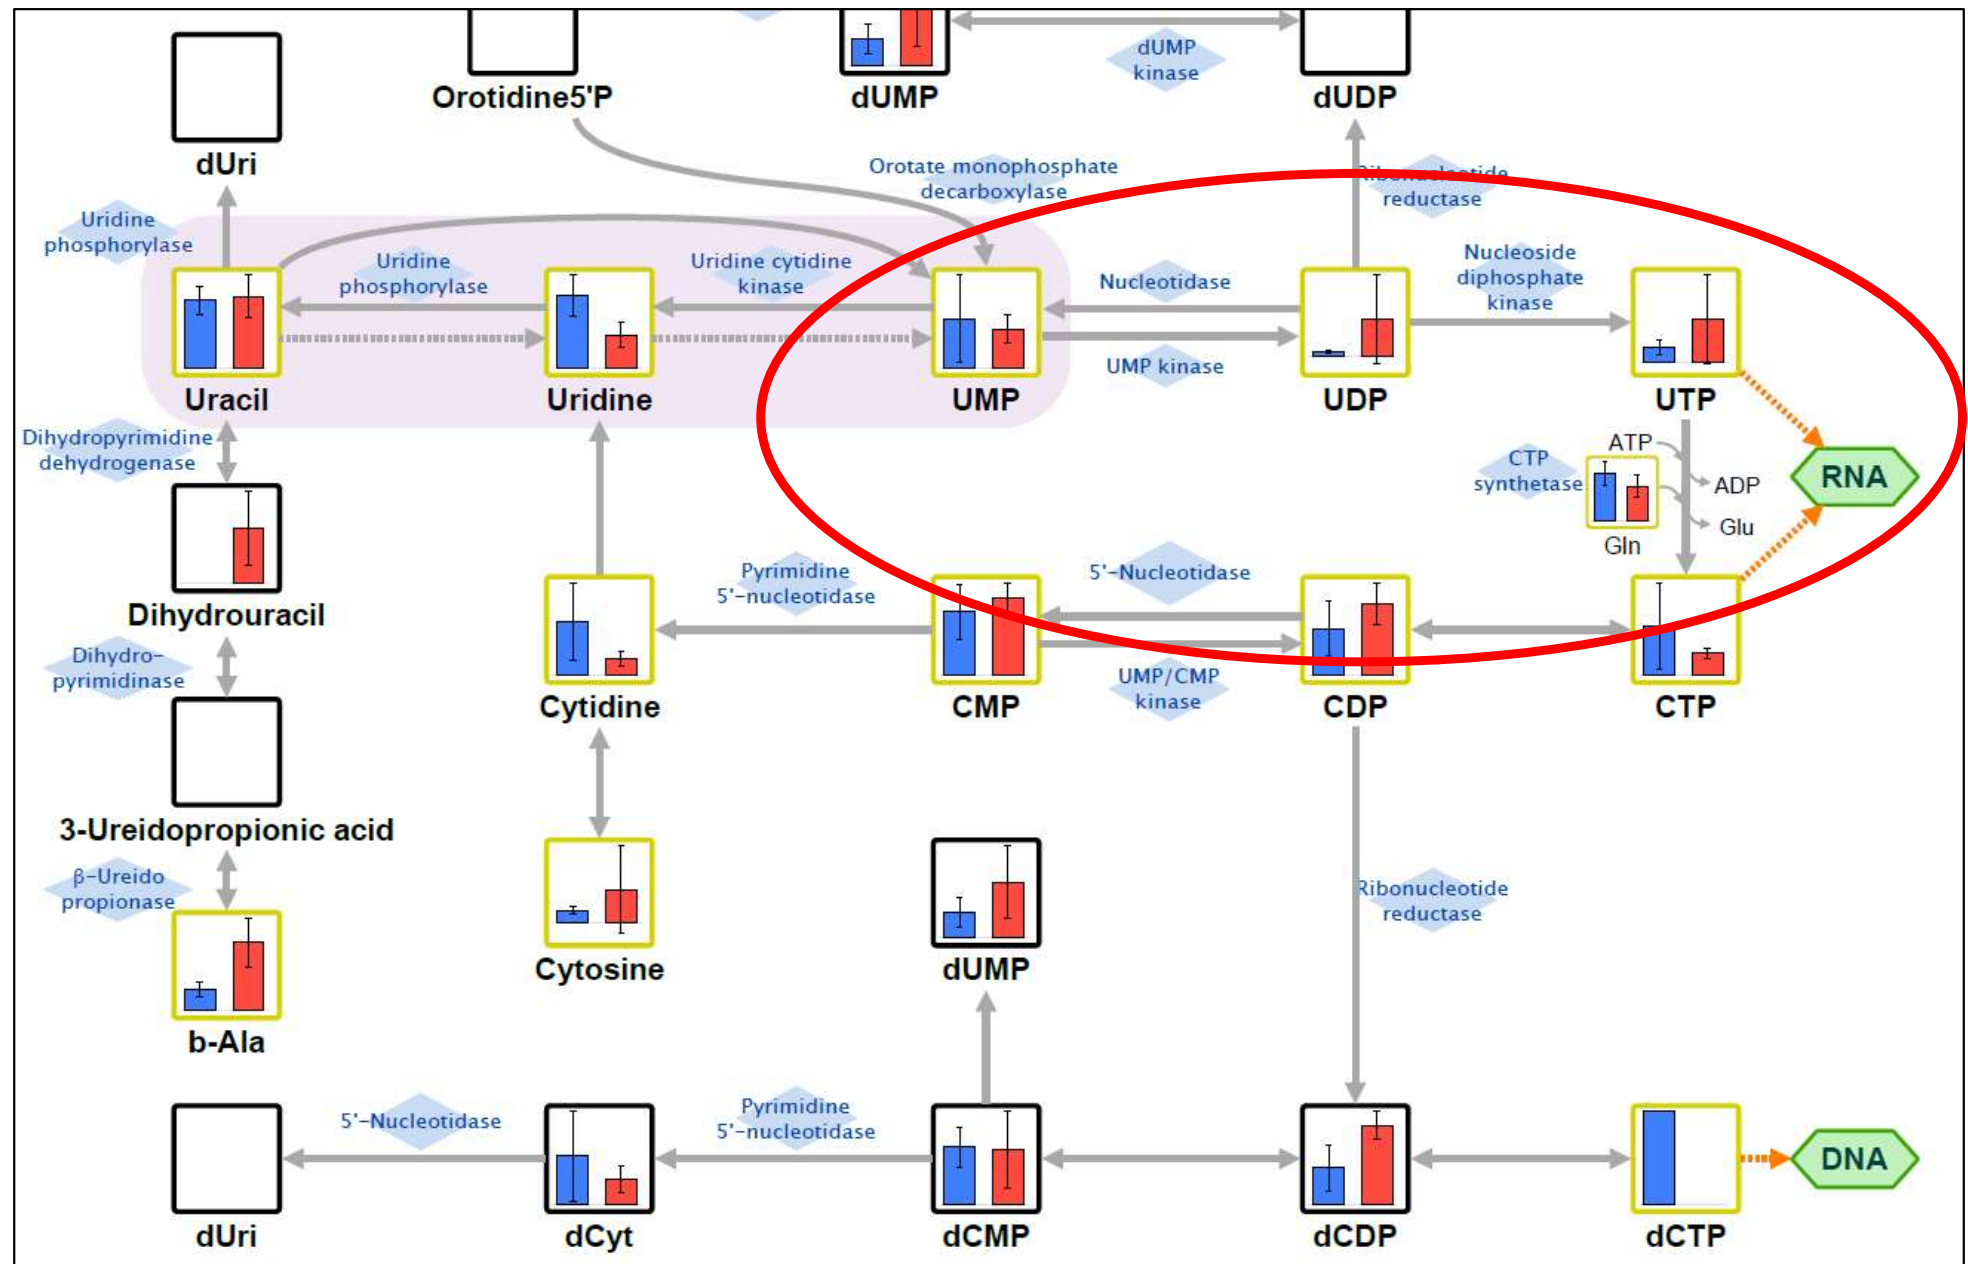 dUMP
kinase
Orotidine5'P
dUMP
dUDP
dUri
Orotate monophosphate
decarboxylase
Ribonucleotide
reductase
Uridine
phosphorylase
Uridine
phosphorylase
Uridine cytidine
kinase
Nucleotidase
Nucleoside
diphosphate
kinase
UMP kinase
Uracil
Uridine
UMP
UDP
UTP
Dihydropyrimidine
dehydrogenase
ATP
CTP
synthetase
ADP
RNA
Glu
Gln
Pyrimidine
5'-nucleotidase
5'-Nucleotidase
Dihydrouracil
Dihydro-
pyrimidinase
UMP/CMP
kinase
Cytidine
CMP
CDP
CTP
3-Ureidopropionic acid
β-Ureido
propionase
Ribonucleotide
reductase
Cytosine
dUMP
b-Ala
5'-Nucleotidase
Pyrimidine
5'-nucleotidase
DNA
dUri
dCyt
dCMP
dCDP
dCTP